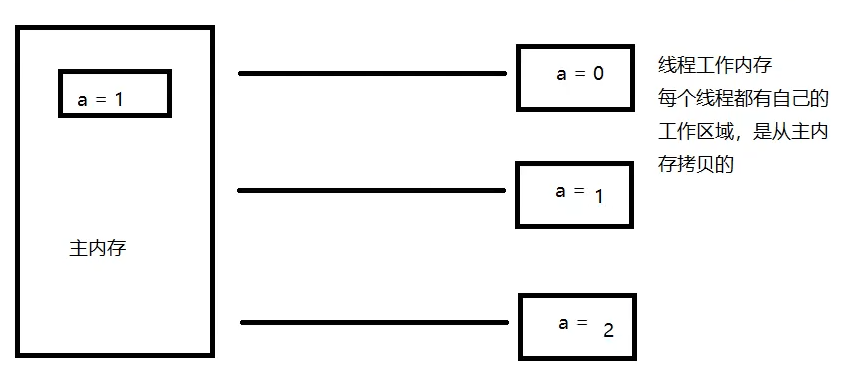 a = 1
主内存
a = 0
a = 1
a = 2
线程工作内存
每个线程都有自己的
工作区域，是从主内
存拷贝的